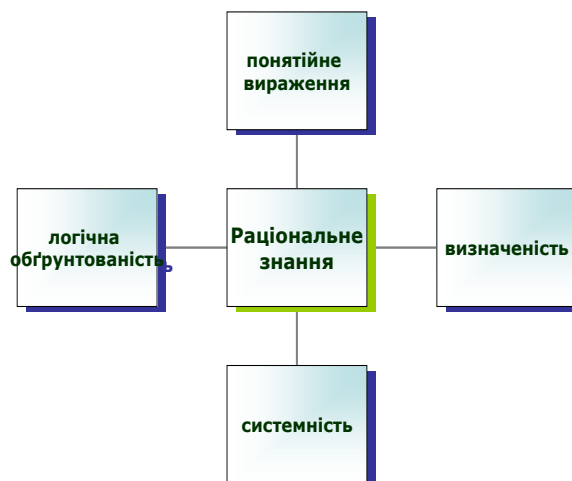 понятійне
вираження
логічна
обґрунтованість
Раціональне
знання
визначеність
системність